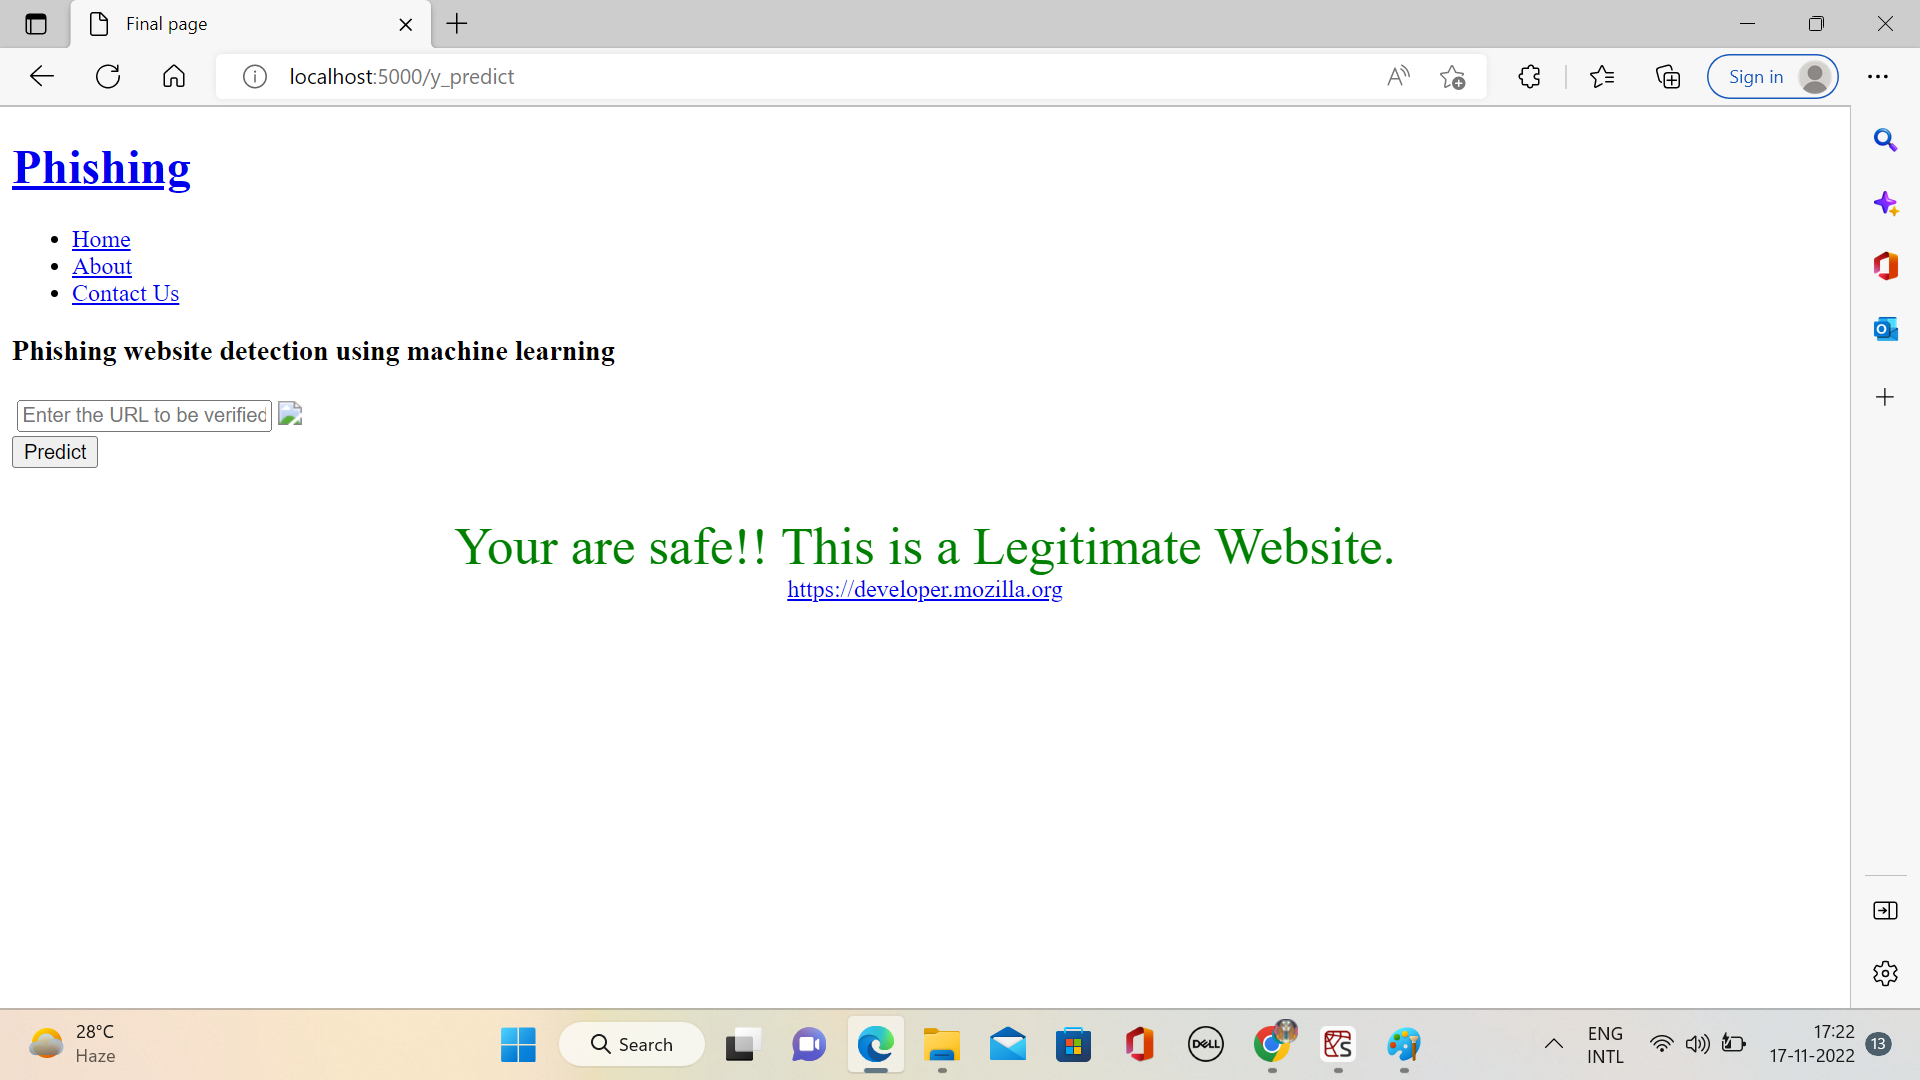 Final page
localhost:5000/y_predict
Sign in
Phishing
Home
About
Contact Us
Phishing website detection using machine learning
Enter the URL to be verified
Predict
Your are safe!! This is a Legitimate Website.
https://developer.mozilla.org
28°C
Haze
Search
DELL
ENG
INTL
17:22
17-11-2022
13